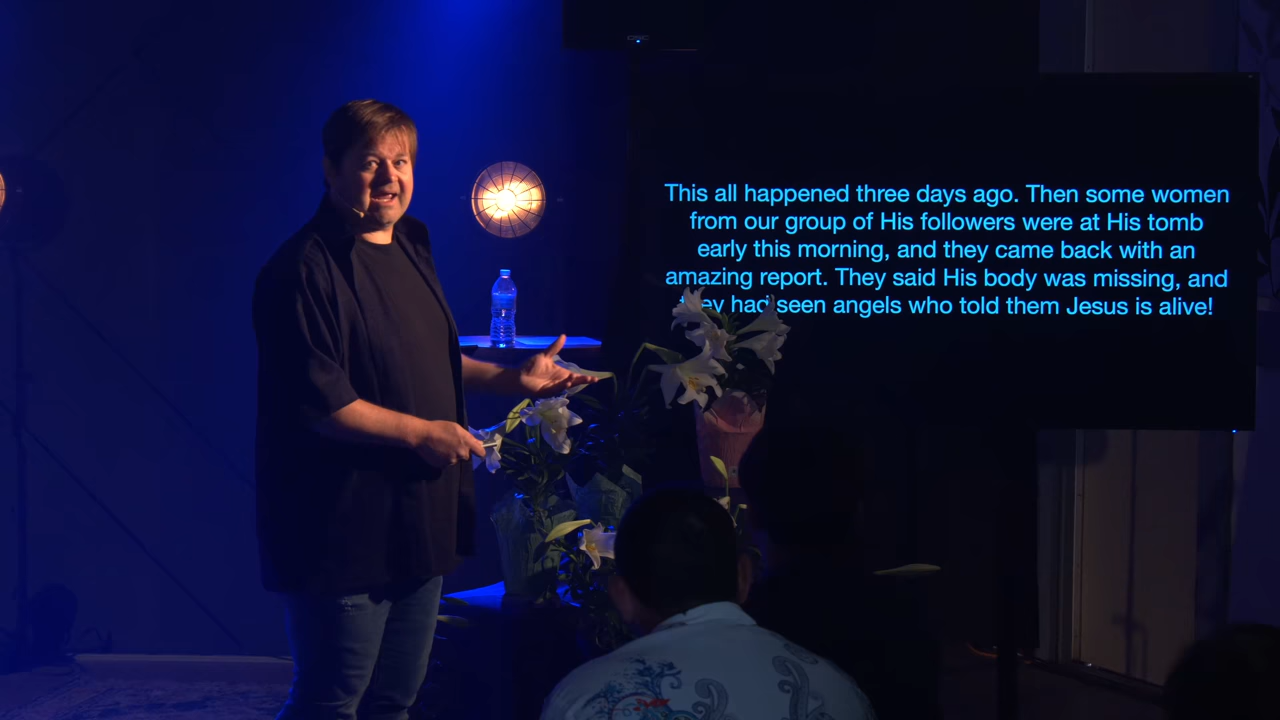 This all happened three days ago. Then some women
from our group of His followers were at His tomb
early this morning, and they came back with an
amazing report. They said His body was missing, and
they had seen angels who told them Jesus is alive!